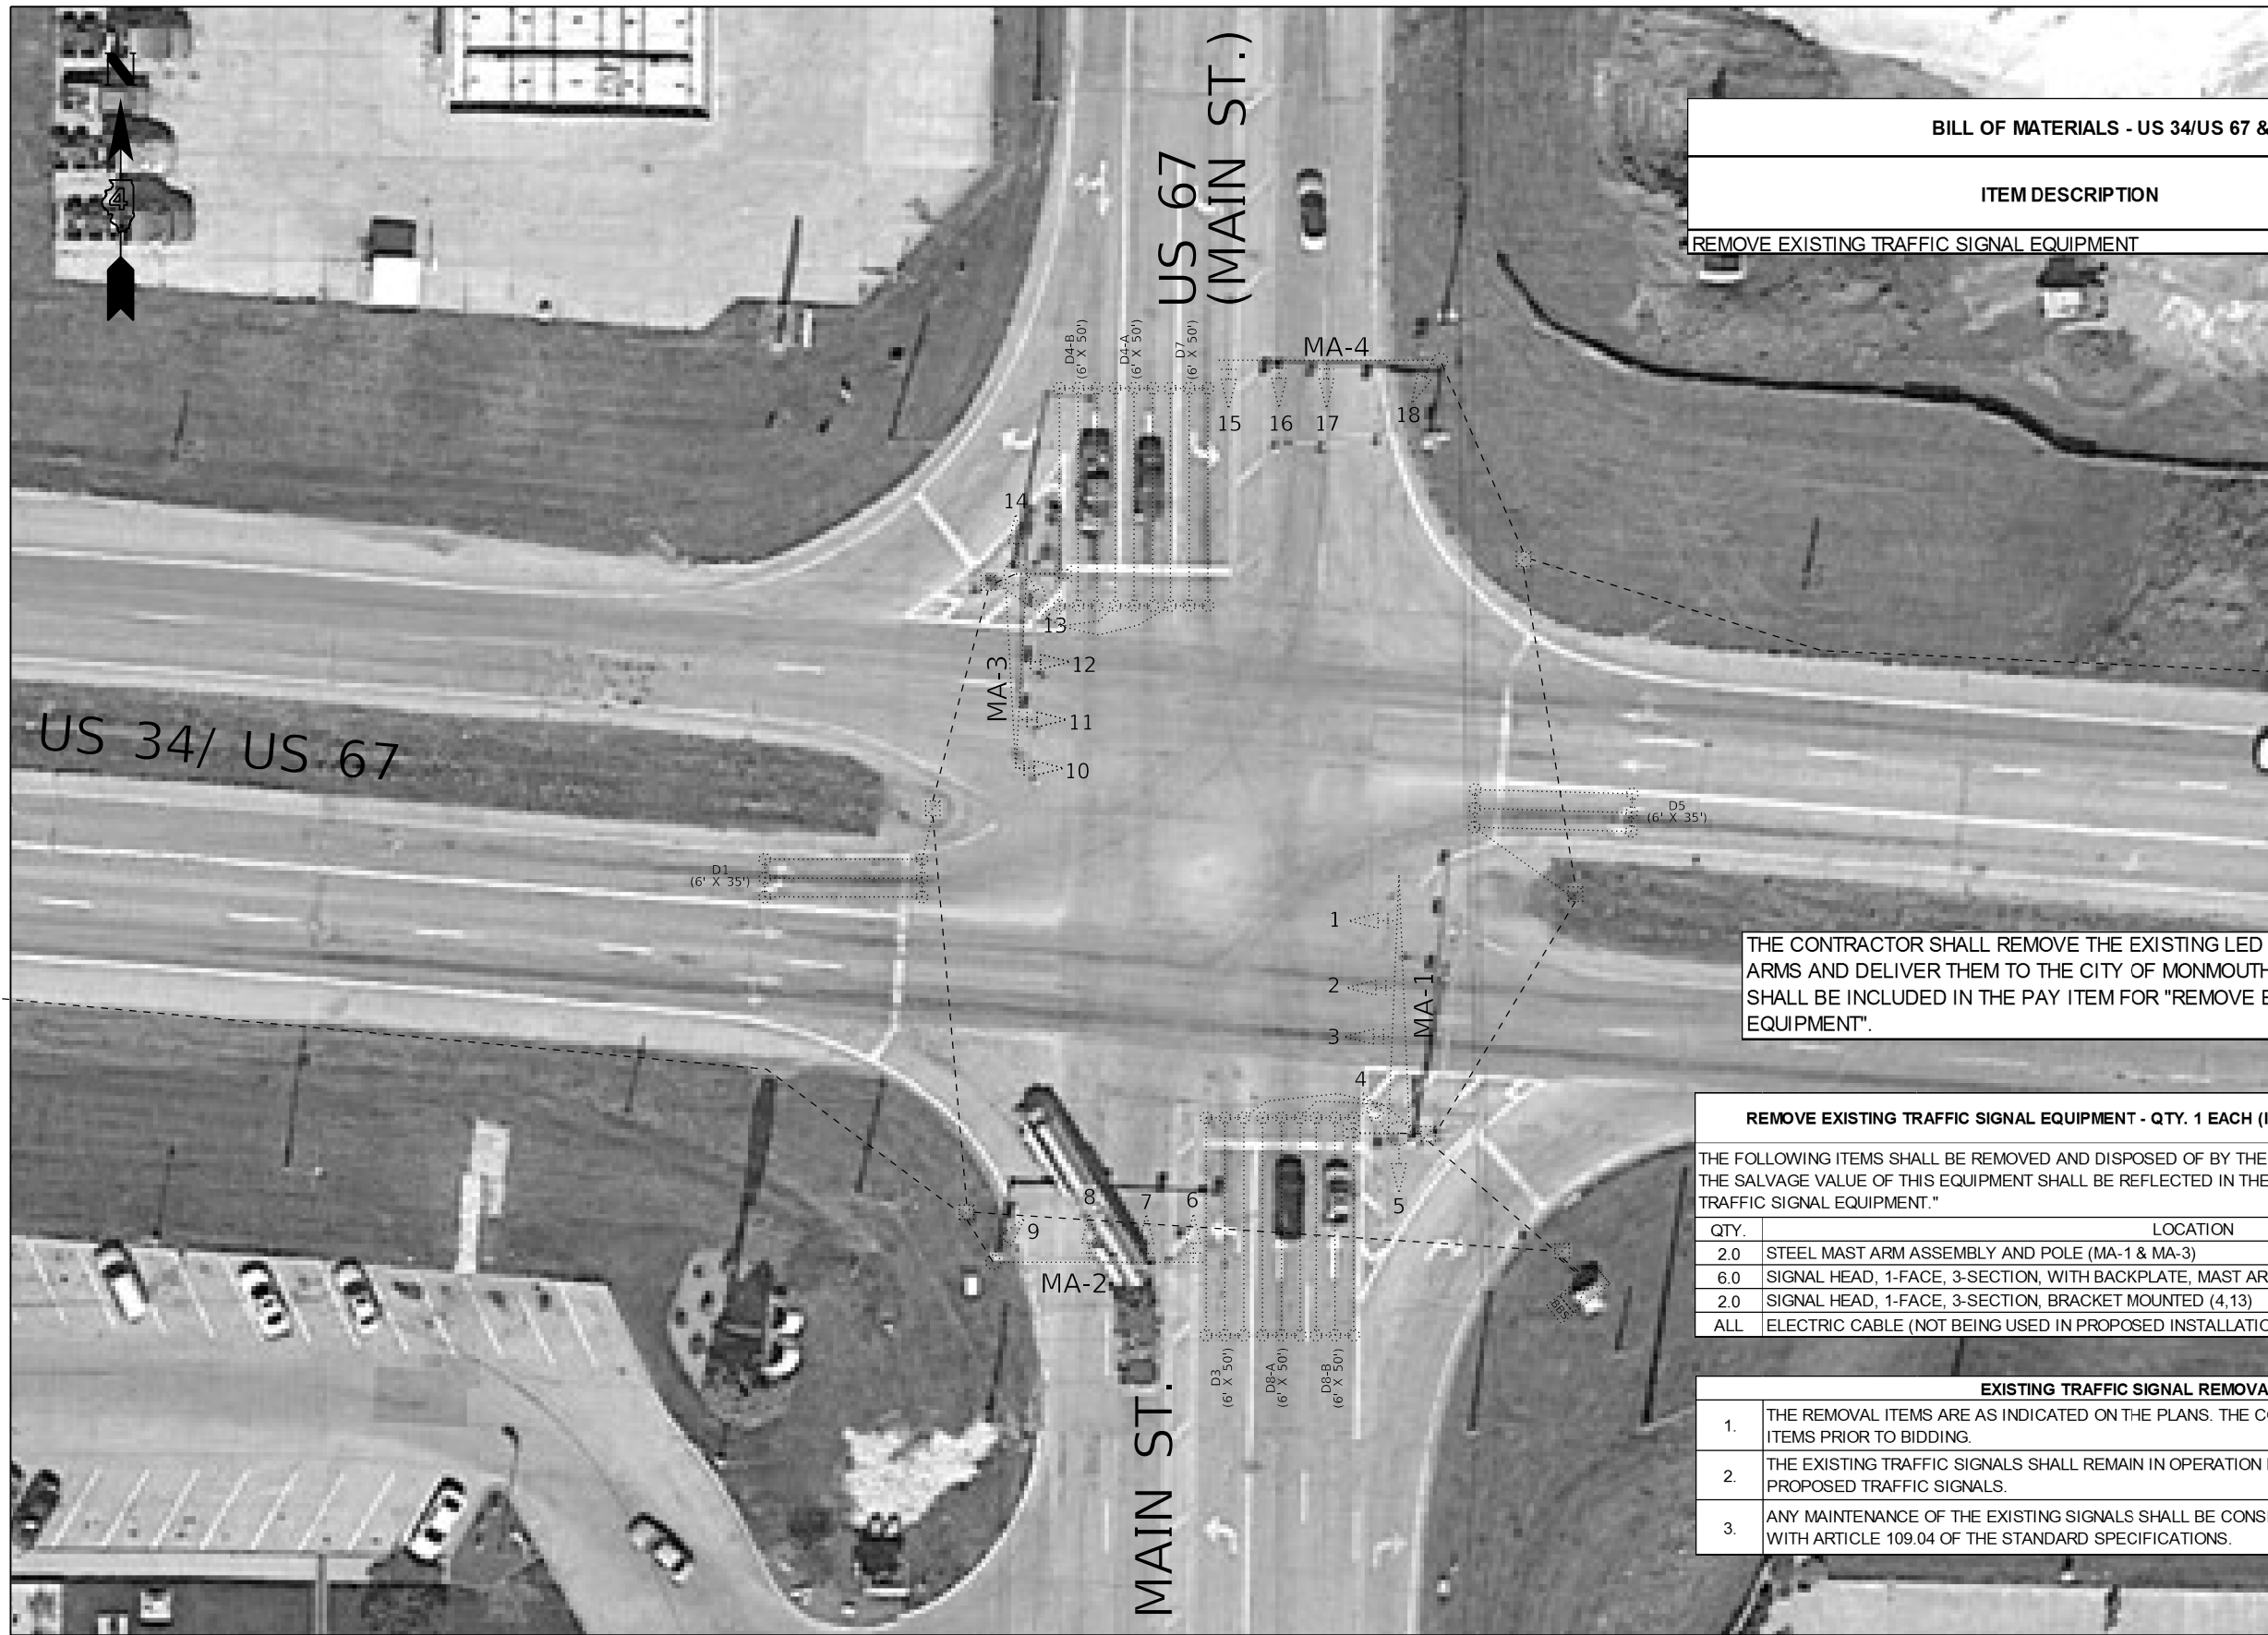 N
4
US 67
(MAIN ST.)
BILL OF MATERIALS - US 34/US 67 &
ITEM DESCRIPTION
REMOVE EXISTING TRAFFIC SIGNAL EQUIPMENT
D4-B
(6' X 50')
D4-A
(6' X 50')
D7
(6' X 50')
MA-4
15
16
17
18
14
13
12
MA-3
11
10
US 34/ US 67
D1
(6' X 35')
D5
(6' X 35')
1
2
3
MA-1
4
5
THE CONTRACTOR SHALL REMOVE THE EXISTING LED
ARMS AND DELIVER THEM TO THE CITY OF MONMOUTH
SHALL BE INCLUDED IN THE PAY ITEM FOR "REMOVE E
EQUIPMENT".
8
7
6
9
MA-2
D3
(6' X 50')
D8-A
(6' X 50')
D8-B
(6' X 50')
BBS
MAIN ST.
REMOVE EXISTING TRAFFIC SIGNAL EQUIPMENT - QTY. 1 EACH (I
THE FOLLOWING ITEMS SHALL BE REMOVED AND DISPOSED OF BY THE
THE SALVAGE VALUE OF THIS EQUIPMENT SHALL BE REFLECTED IN THE
TRAFFIC SIGNAL EQUIPMENT."
QTY. LOCATION
2.0 STEEL MAST ARM ASSEMBLY AND POLE (MA-1 & MA-3)
6.0 SIGNAL HEAD, 1-FACE, 3-SECTION, WITH BACKPLATE, MAST AR
2.0 SIGNAL HEAD, 1-FACE, 3-SECTION, BRACKET MOUNTED (4,13)
ALL ELECTRIC CABLE (NOT BEING USED IN PROPOSED INSTALLATIO
EXISTING TRAFFIC SIGNAL REMOVA
1. THE REMOVAL ITEMS ARE AS INDICATED ON THE PLANS. THE CO
ITEMS PRIOR TO BIDDING.
2. THE EXISTING TRAFFIC SIGNALS SHALL REMAIN IN OPERATION
PROPOSED TRAFFIC SIGNALS.
3. ANY MAINTENANCE OF THE EXISTING SIGNALS SHALL BE CONSI
WITH ARTICLE 109.04 OF THE STANDARD SPECIFICATIONS.